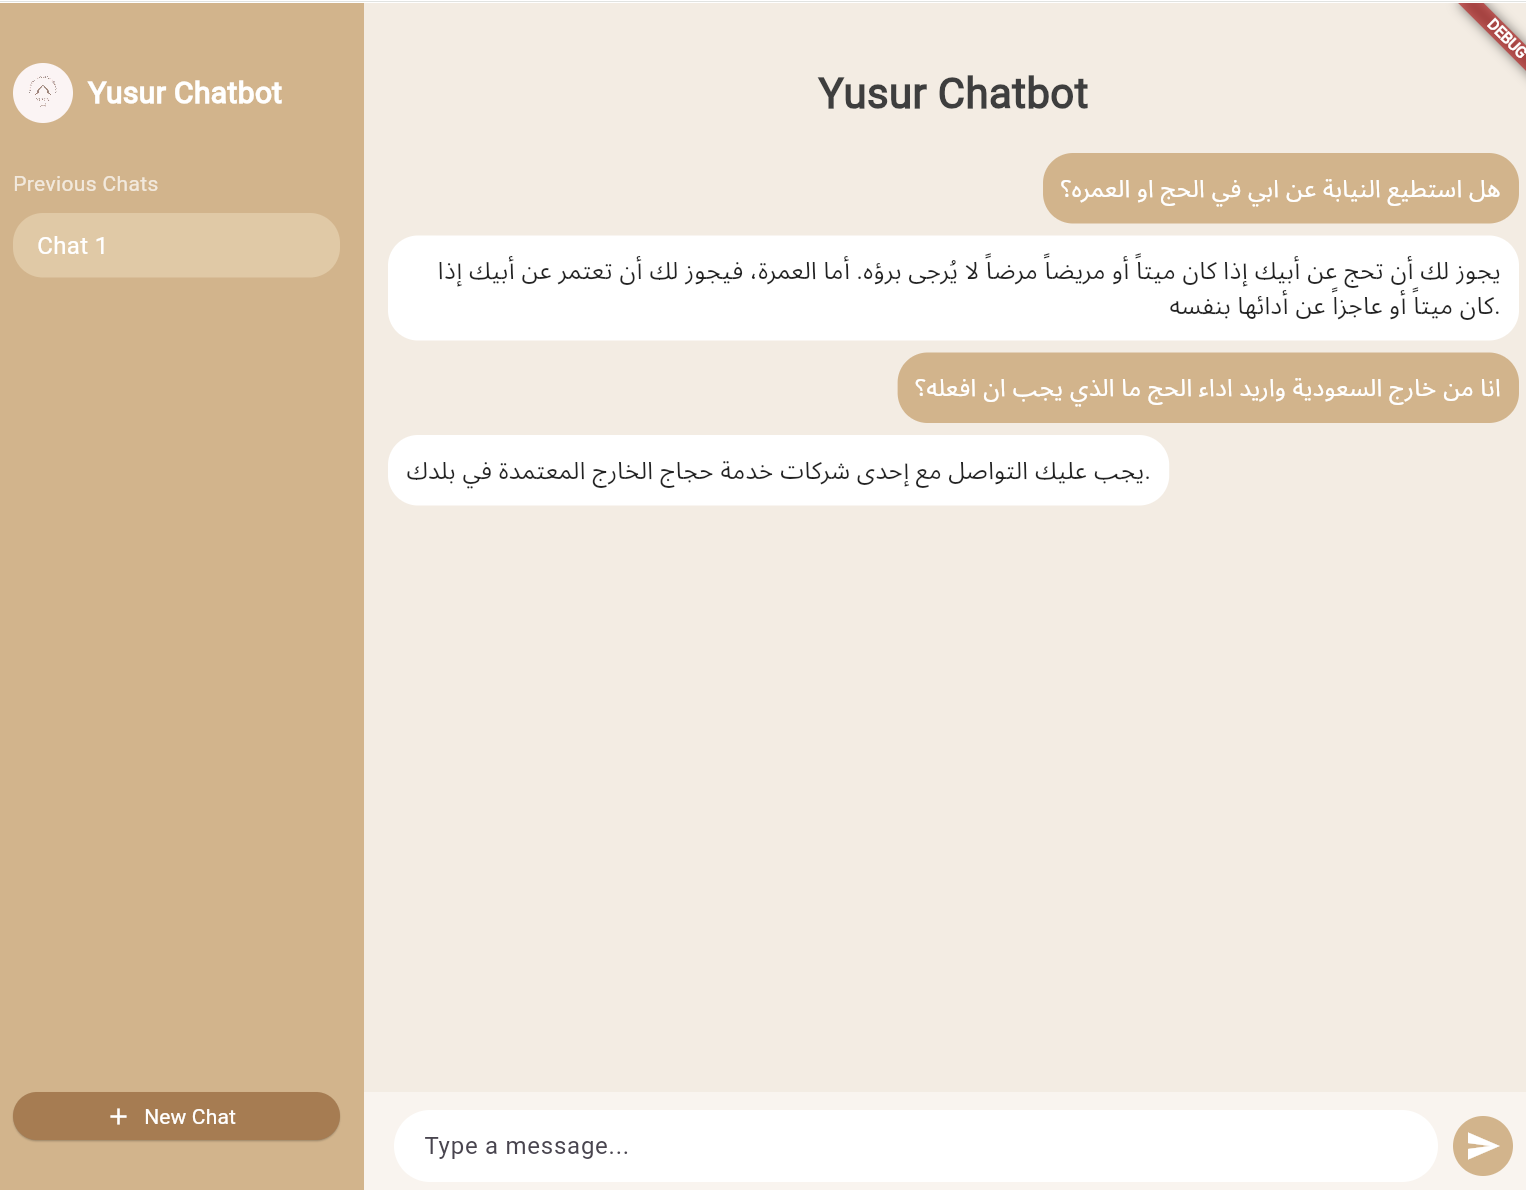 DEBUG
Yusur Chatbot
Previous Chats
Chat 1
Yusur Chatbot
هل استطيع النيابة عن ابي في الحج او العمره؟
يجوز لك أن تحج عن أبيك إذا كان ميتاً أو مريضاً مرضاً لا يُرجى برؤه. أما العمرة، فيجوز لك أن تعتمر عن أبيك إذا
كان ميتاً أو عاجزاً عن أدائها بنفسه.
انا من خارج السعودية واريد اداء الحج ما الذي يجب ان افعله؟
يجب عليك التواصل مع إحدى شركات خدمة حجاج الخارج المعتمدة في بلدك.
New Chat
Type a message...